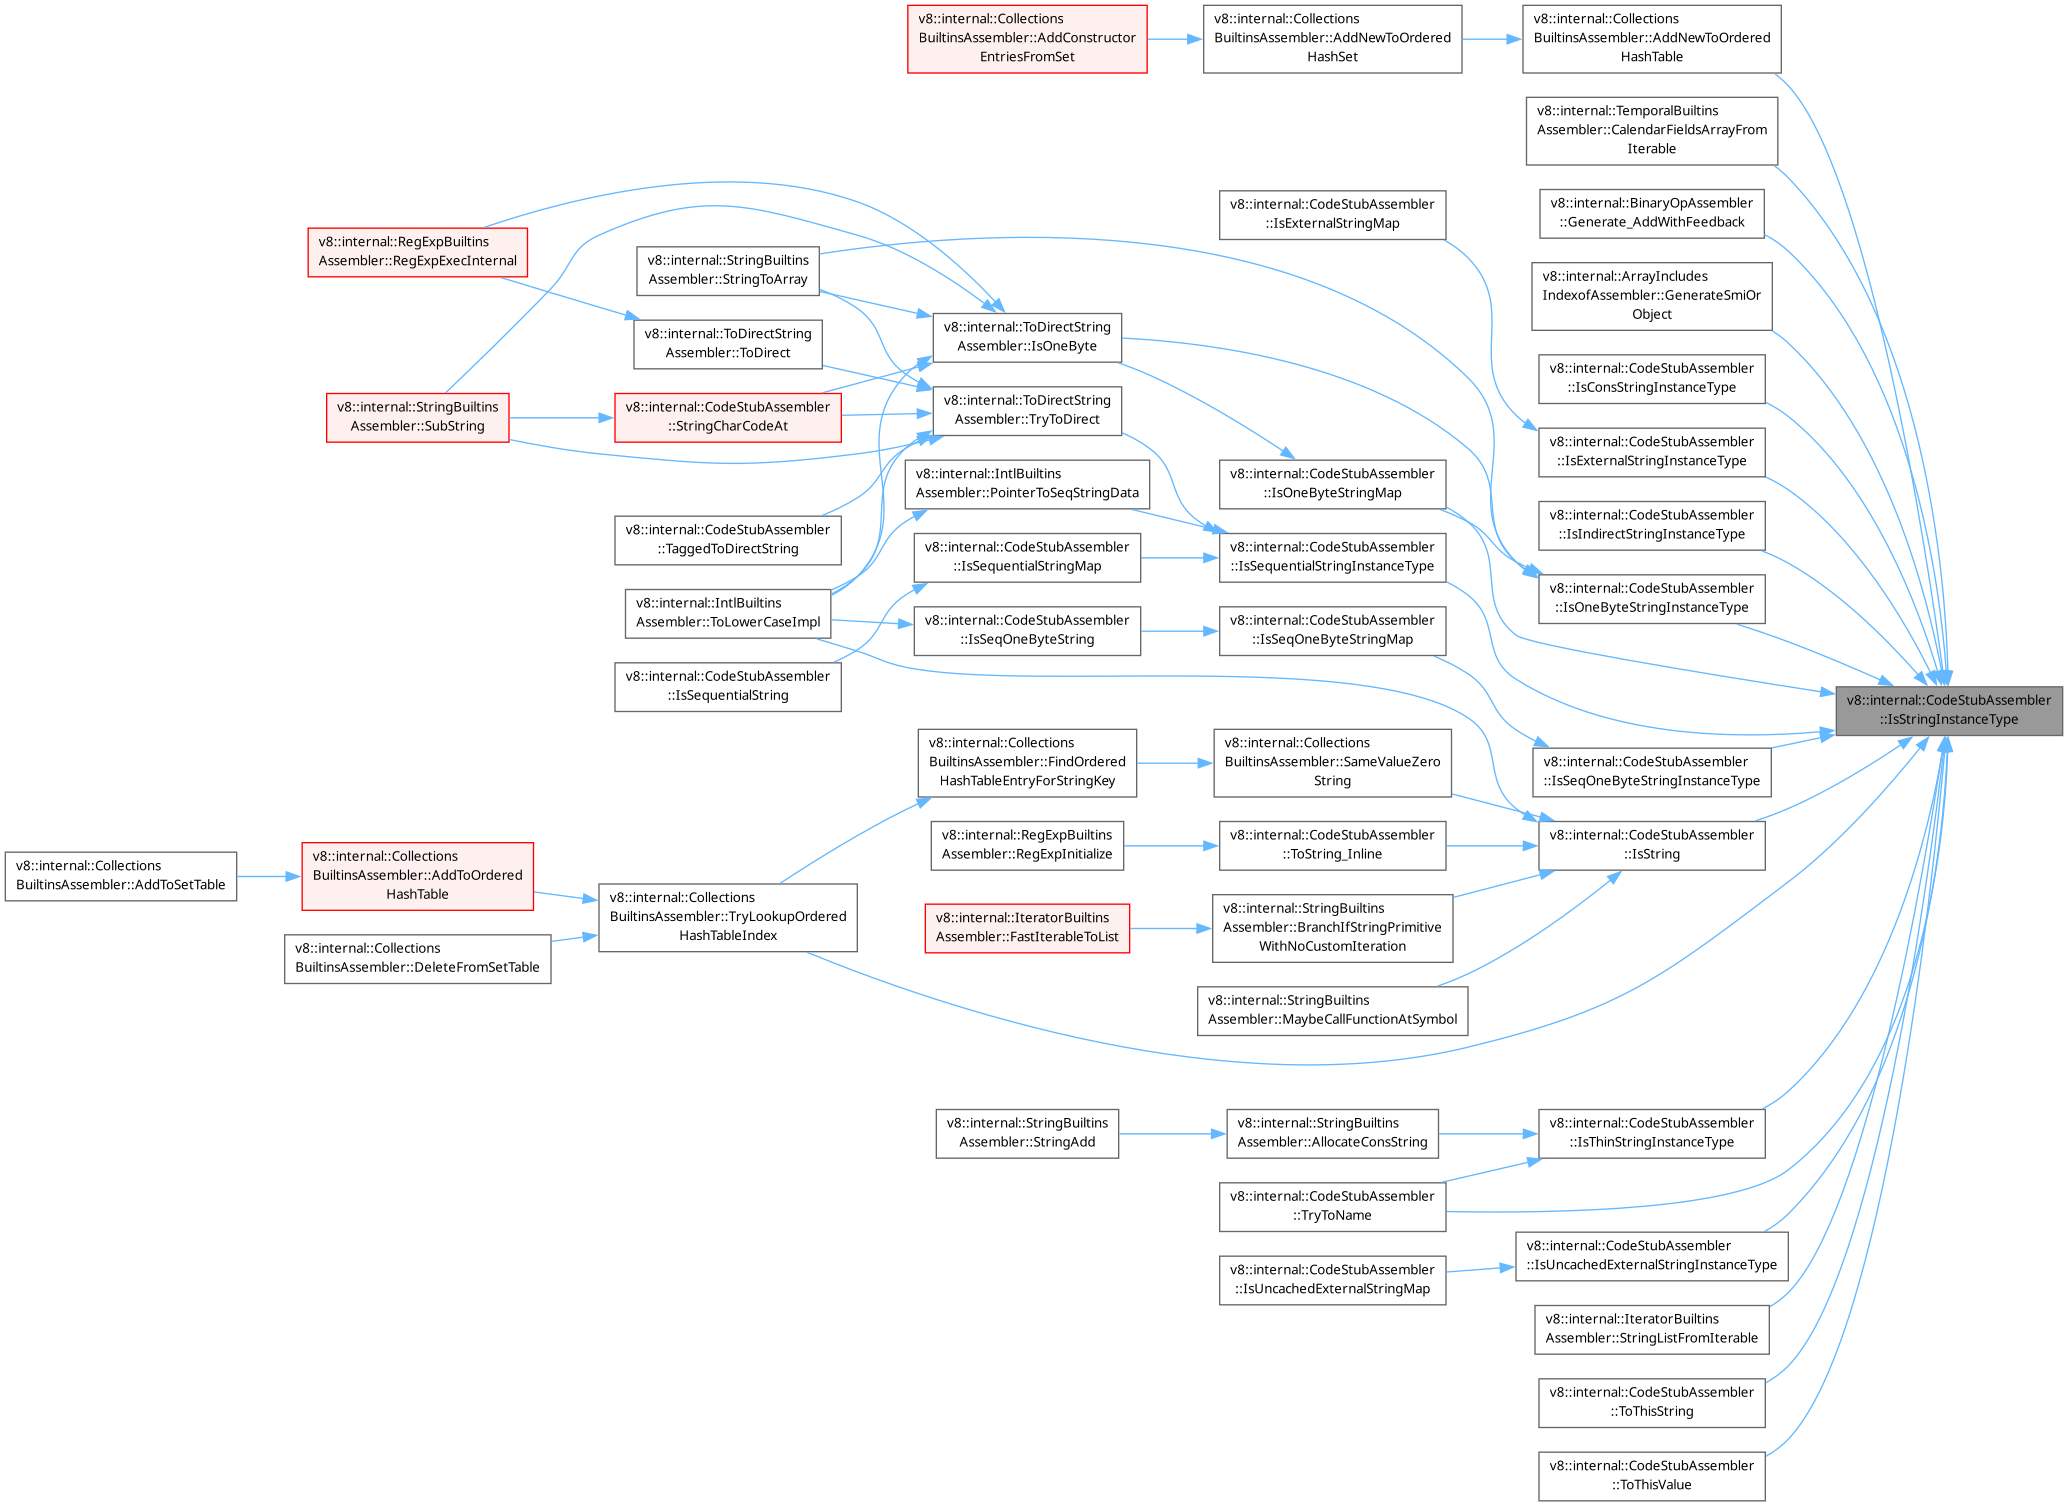 v8::internal::Collections
BuiltinsAssembler::AddConstructor
EntriesFromSet
v8::internal::Collections
BuiltinsAssembler::AddNewToOrdered
HashSet
v8::internal::Collections
BuiltinsAssembler::AddNewToOrdered
HashTable
v8::internal::TemporalBuiltins
Assembler::CalendarFieldsArrayFrom
Iterable
v8::internal::CodeStubAssembler
::IsExternalStringMap
v8::internal::BinaryOpAssembler
::Generate_AddWithFeedback
v8::internal::RegExpBuiltins
Assembler::RegExpExecInternal
v8::internal::StringBuiltins
Assembler::StringToArray
v8::internal::ArrayIncludes
IndexofAssembler::GenerateSmiOr
Object
v8::internal::ToDirectString
Assembler::ToDirect
v8::internal::ToDirectString
Assembler::IsOneByte
v8::internal::CodeStubAssembler
::IsConsStringInstanceType
v8::internal::StringBuiltins
Assembler::SubString
v8::internal::CodeStubAssembler
::StringCharCodeAt
v8::internal::ToDirectString
Assembler::TryToDirect
v8::internal::CodeStubAssembler
::IsExternalStringInstanceType
v8::internal::IntlBuiltins
Assembler::PointerToSeqStringData
v8::internal::CodeStubAssembler
::IsOneByteStringMap
v8::internal::CodeStubAssembler
::IsIndirectStringInstanceType
v8::internal::CodeStubAssembler
::TaggedToDirectString
v8::internal::CodeStubAssembler
::IsSequentialStringMap
v8::internal::CodeStubAssembler
::IsSequentialStringInstanceType
v8::internal::CodeStubAssembler
::IsOneByteStringInstanceType
v8::internal::IntlBuiltins
Assembler::ToLowerCaseImpl
v8::internal::CodeStubAssembler
::IsSeqOneByteString
v8::internal::CodeStubAssembler
::IsSeqOneByteStringMap
v8::internal::CodeStubAssembler
::IsSequentialString
v8::internal::CodeStubAssembler
::IsStringInstanceType
v8::internal::Collections
BuiltinsAssembler::FindOrdered
HashTableEntryForStringKey
v8::internal::Collections
BuiltinsAssembler::SameValueZero
String
v8::internal::CodeStubAssembler
::IsSeqOneByteStringInstanceType
v8::internal::RegExpBuiltins
Assembler::RegExpInitialize
v8::internal::CodeStubAssembler
::ToString_Inline
v8::internal::CodeStubAssembler
::IsString
v8::internal::Collections
BuiltinsAssembler::AddToSetTable
v8::internal::Collections
BuiltinsAssembler::AddToOrdered
HashTable
v8::internal::Collections
BuiltinsAssembler::TryLookupOrdered
HashTableIndex
v8::internal::IteratorBuiltins
Assembler::FastIterableToList
v8::internal::StringBuiltins
Assembler::BranchIfStringPrimitive
WithNoCustomIteration
v8::internal::Collections
BuiltinsAssembler::DeleteFromSetTable
v8::internal::StringBuiltins
Assembler::MaybeCallFunctionAtSymbol
v8::internal::StringBuiltins
Assembler::StringAdd
v8::internal::StringBuiltins
Assembler::AllocateConsString
v8::internal::CodeStubAssembler
::IsThinStringInstanceType
v8::internal::CodeStubAssembler
::TryToName
v8::internal::CodeStubAssembler
::IsUncachedExternalStringInstanceType
v8::internal::CodeStubAssembler
::IsUncachedExternalStringMap
v8::internal::IteratorBuiltins
Assembler::StringListFromIterable
v8::internal::CodeStubAssembler
::ToThisString
v8::internal::CodeStubAssembler
::ToThisValue